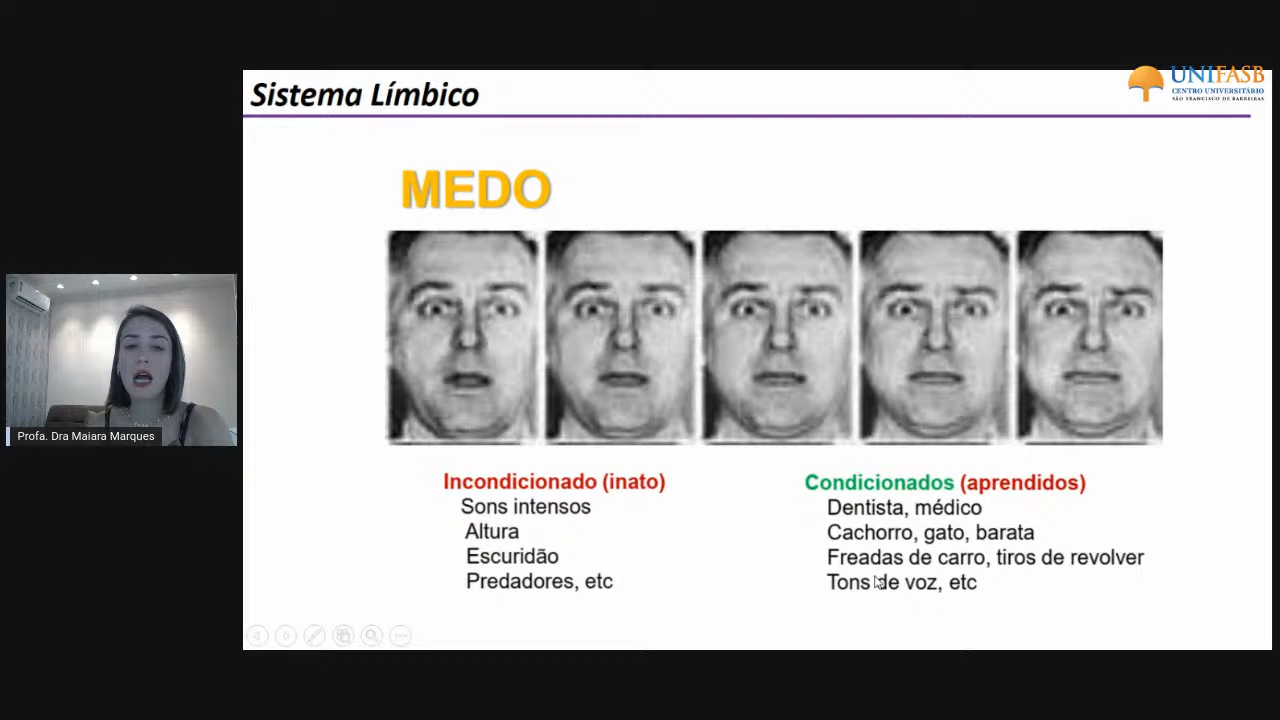 Sistema Límbico
UNIFASB
CENTRO UNIVERSITÁRIO
SÃO FRANCISCO DE BARREIRAS
MEDO
Profa. Dra Maiara Marques
Incondicionado (inato)
Sons intensos
Altura
Escuridão
Predadores, etc
Condicionados (aprendidos)
Dentista, médico
Cachorro, gato, barata
Freadas de carro, tiros de revolver
Tons de voz, etc